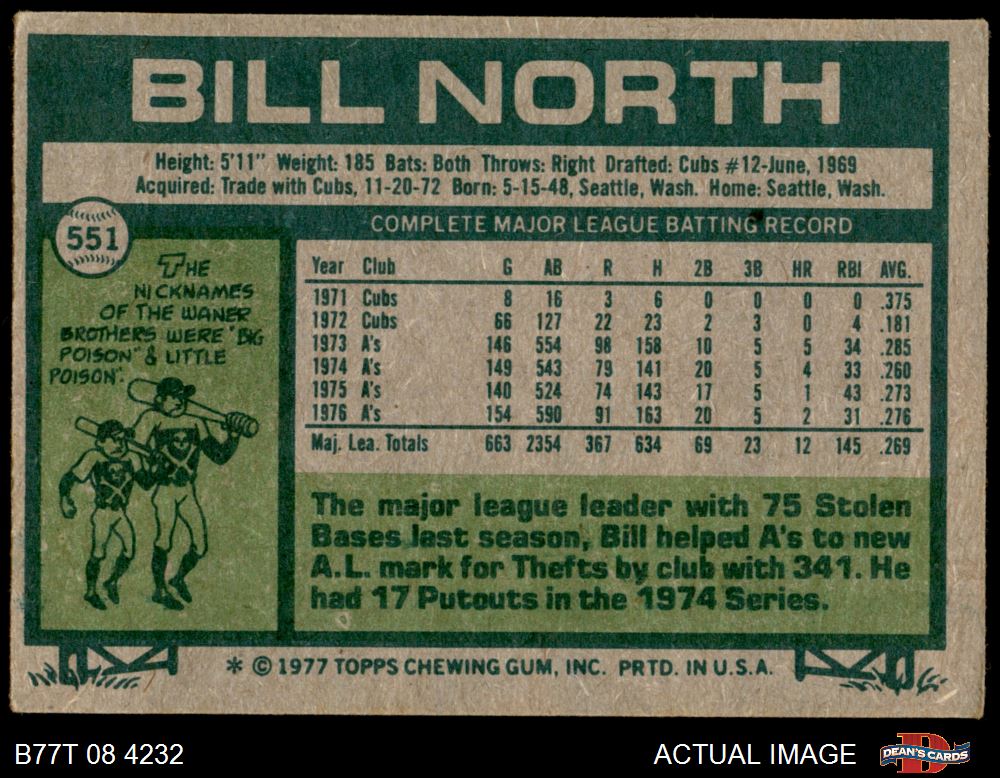 BILL NORTH
Height: 5'11" Weight: 185 Bats: Both Throws: Right Drafted: Cubs #12-June, 1969
Acquired: Trade with Cubs, 11-20-72 Born: 5-15-48, Seattle, Wash. Home: Seattle, Wash.
551
THE
NICKNAMES
OF THE WANER
BROTHERS WERE "BIG
POISON" & LITTLE
POISON".
COMPLETE MAJOR LEAGUE BATTING RECORD
Year Club G AB R H 2B 3B HR RBI AVG.
1971 Cubs 8 16 3 6 0 0 0 0 .375
1972 Cubs 66 127 22 23 2 3 0 4 .181
1973 A's 146 554 98 158 10 5 5 34 .285
1974 A's 149 543 79 141 20 5 4 33 .260
1975 A's 140 524 74 143 17 5 1 43 .273
1976 A's 154 590 91 163 20 5 2 31 .276
Maj. Lea. Totals 663 2354 367 634 69 23 12 145 .269
The major league leader with 75 Stolen
Bases last season, Bill helped A's to new
A.L. mark for Thefts by club with 341. He
had 17 Putouts in the 1974 Series.
* © 1977 TOPPS CHEWING GUM, INC. PRTD. IN U.S.A.
B77T 08 4232
ACTUAL IMAGE
D
DEAN'S CARDS